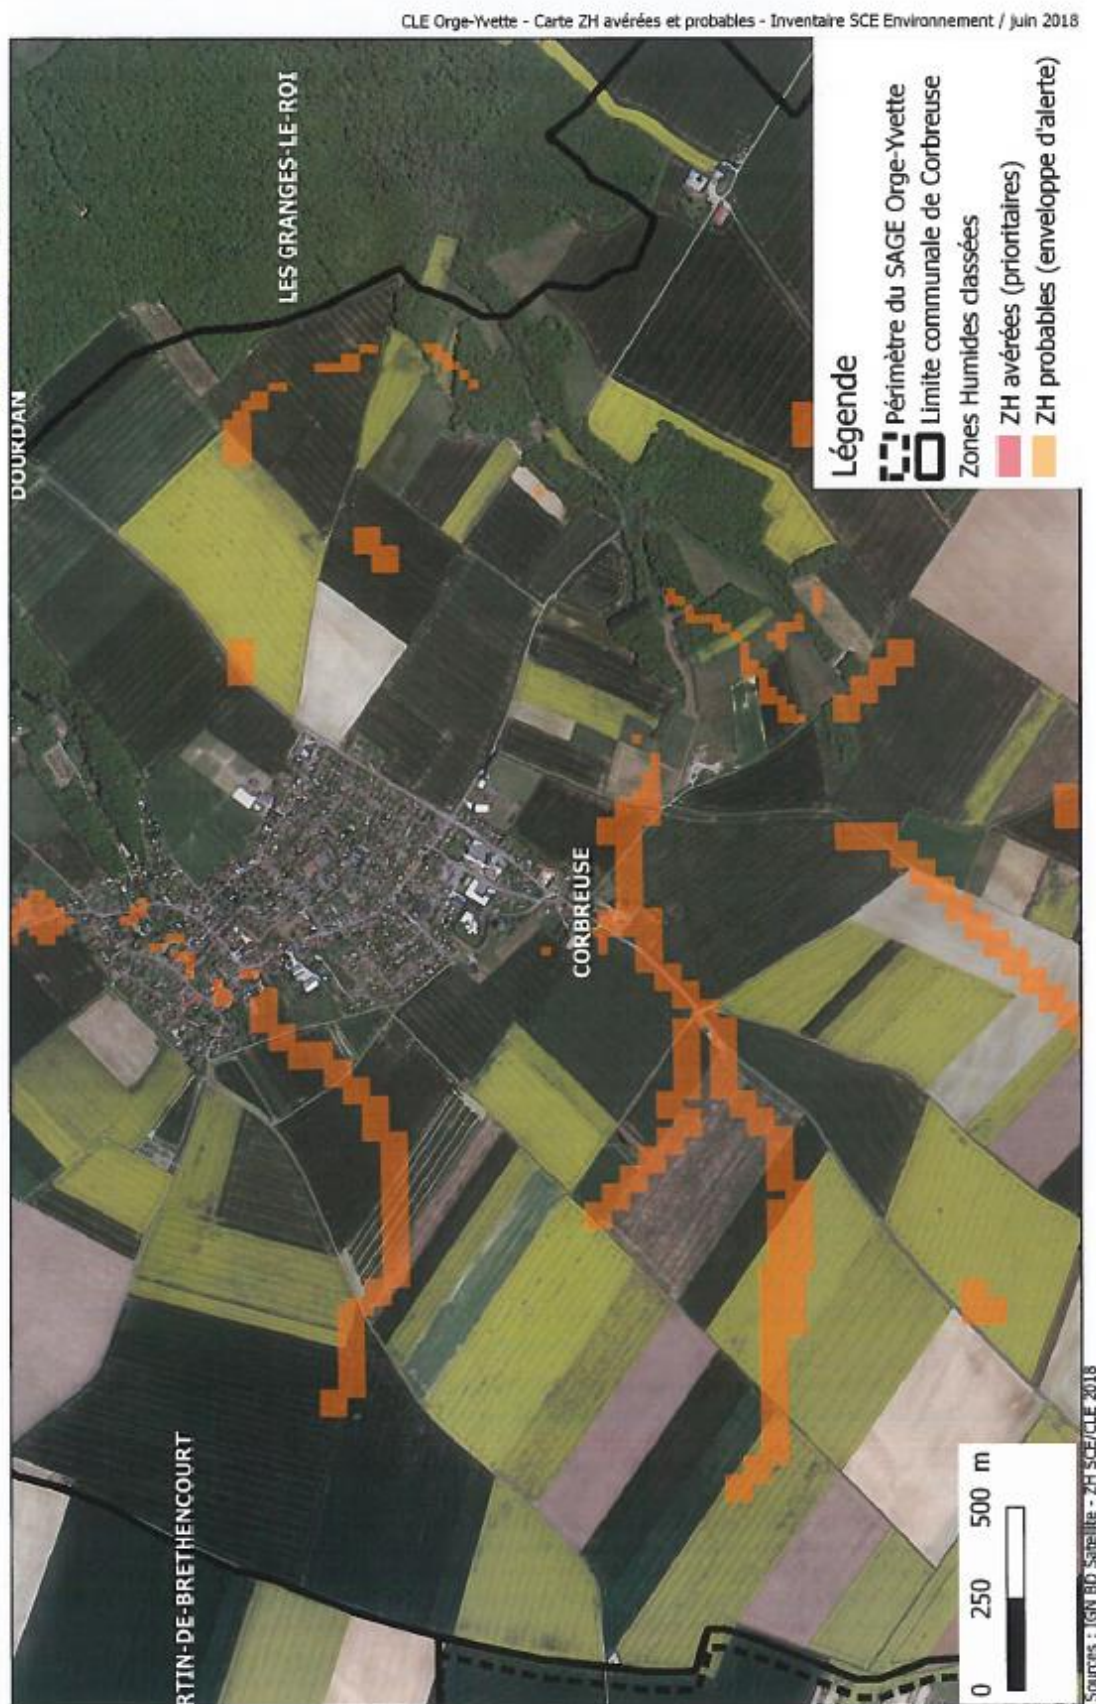 CLE Orge-Yvette - Carte ZH avérées et probables - Inventaire SCE Environnement / juin 2018
DOURDAN
LES GRANGES-LE-ROI
RTIN-DE-BRETHENCOURT
CORBREUSE
Légende
Périmètre du SAGE Orge-Yvette
Limite communale de Corbreuse
Zones Humides classées
ZH avérées (prioritaires)
ZH probables (enveloppe d'alerte)
0 250 500 m
Sources : IGN BD Satellite - ZH SCE/CLE 2018